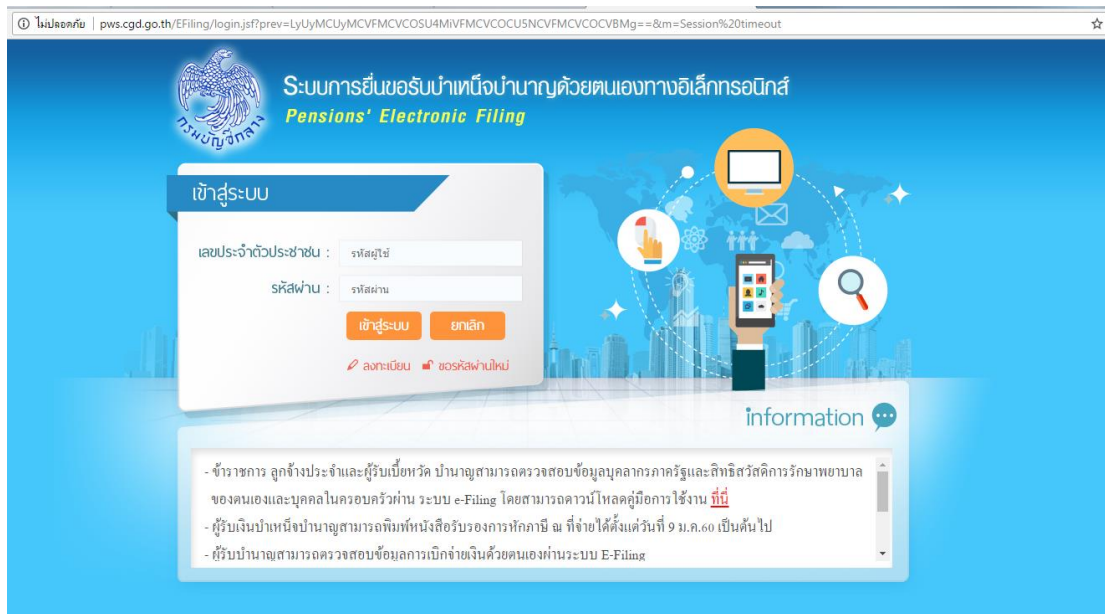 ไม่ปลอดภัย | pws.cgd.go.th/EFiling/login.jsf?prev=LyUyMCUyMCVFMCVCOSU4MiVFMCVCOCU5NCVFMCVCOCVBMg==&m=Session%20timeout
กรมบัญชีกลาง
ระบบการยื่นขอรับบำเหน็จบำนาญด้วยตนเองทางอิเล็กทรอนิกส์
Pensions' Electronic Filing
เข้าสู่ระบบ
เลขประจำตัวประชาชน : รหัสผู้ใช้
รหัสผ่าน : รหัสผ่าน
เข้าสู่ระบบ ยกเลิก
ลงทะเบียน ขอรหัสผ่านใหม่
information
- ข้าราชการ ลูกจ้างประจำและผู้รับเบี้ยหวัด บำนาญสามารถตรวจสอบข้อมูลบุคลากรภาครัฐและสิทธิสวัสดิการรักษาพยาบาล
ของตนเองและบุคคลในครอบครัวผ่าน ระบบ e-Filing โดยสามารถดาวน์โหลดคู่มือการใช้งาน ที่นี่
- ผู้รับเงินบำเหน็จบำนาญสามารถพิมพ์หนังสือรับรองการหักภาษี ณ ที่จ่ายได้ตั้งแต่วันที่ 9 ม.ค.60 เป็นต้นไป
- ผู้รับบำนาญสามารถตรวจสอบข้อมูลการเบิกจ่ายเงินด้วยตนเองผ่านระบบ E-Filing